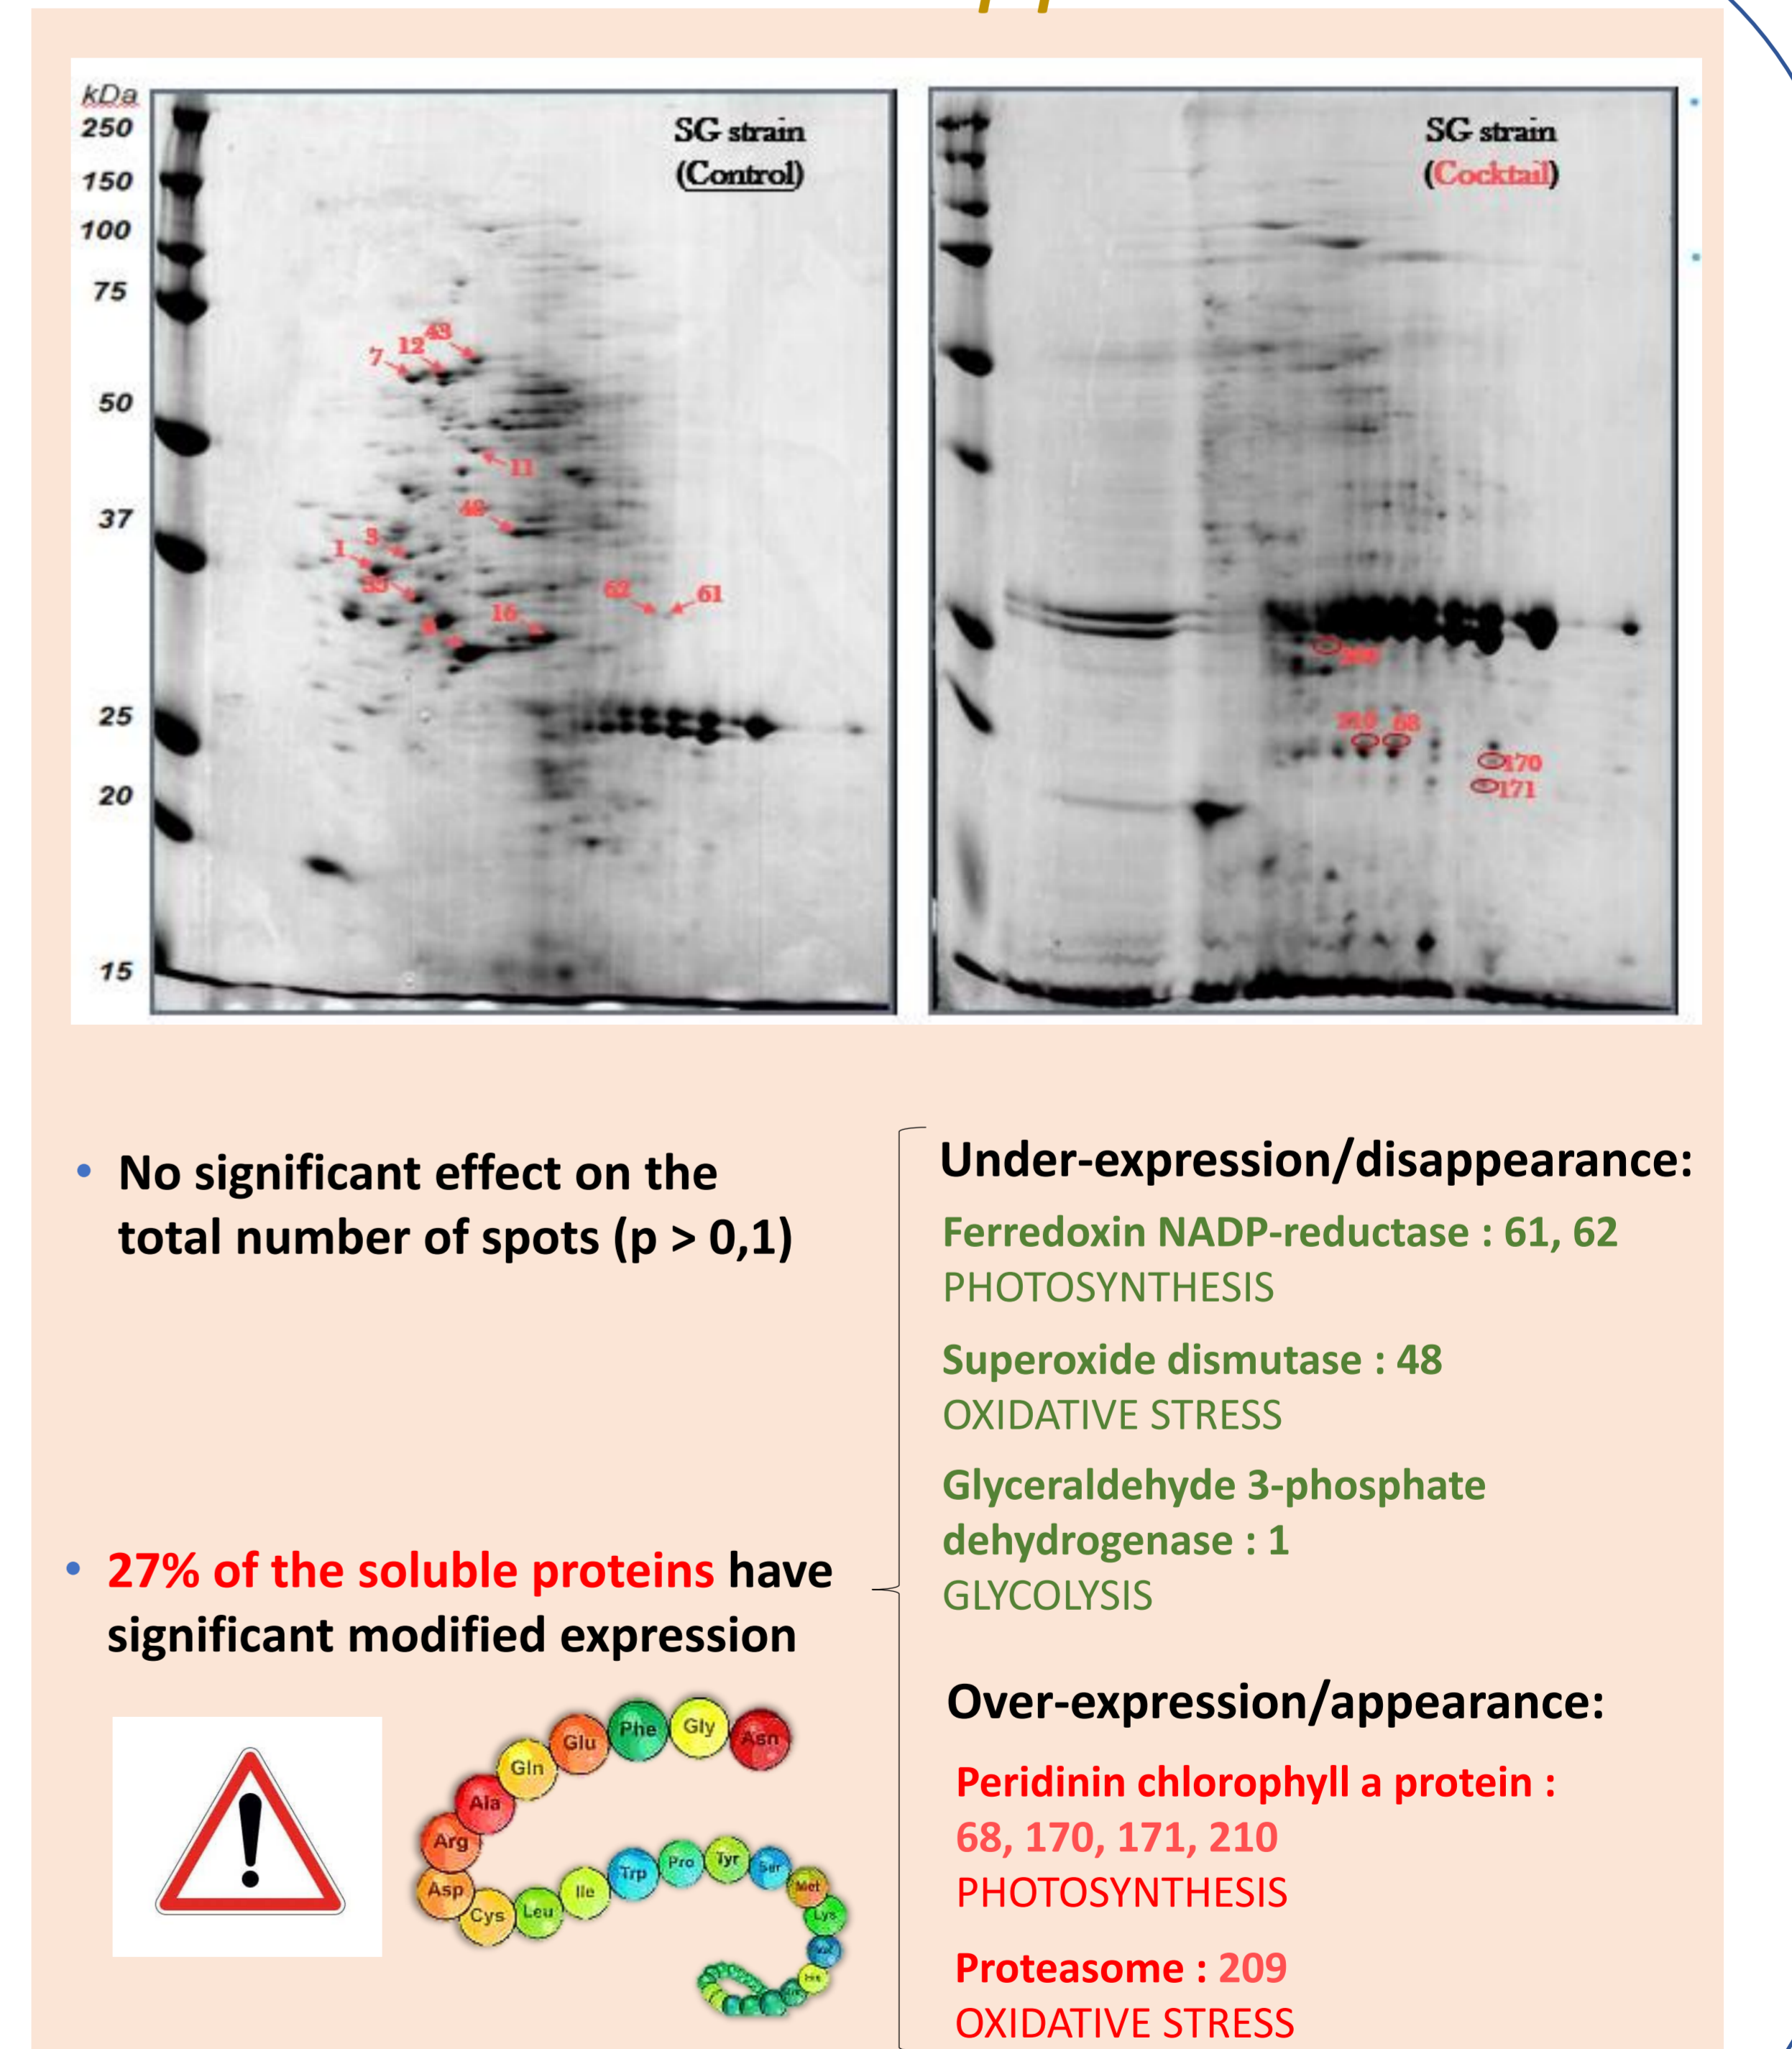 kDa
250
150
100
75
50
37
25
20
15
SG strain
(Control)
7
12
43
11
48
3
1
16
62
61
SG strain
(Cocktail)
68
170
171
• No significant effect on the
total number of spots (p > 0,1)
• 27% of the soluble proteins have
significant modified expression
Under-expression/disappearance:
Ferredoxin NADP-reductase : 61, 62
PHOTOSYNTHESIS
Superoxide dismutase : 48
OXIDATIVE STRESS
Glyceraldehyde 3-phosphate
dehydrogenase : 1
GLYCOLYSIS
Over-expression/appearance:
Peridinin chlorophyll a protein :
68, 170, 171, 210
PHOTOSYNTHESIS
Proteasome : 209
OXIDATIVE STRESS
Asn
Gly
Phe
Glu
Gln
Ala
Arg
Asp
Cys
Leu
Ile
Trp
Pro
Tyr
Ser
Met
Lys